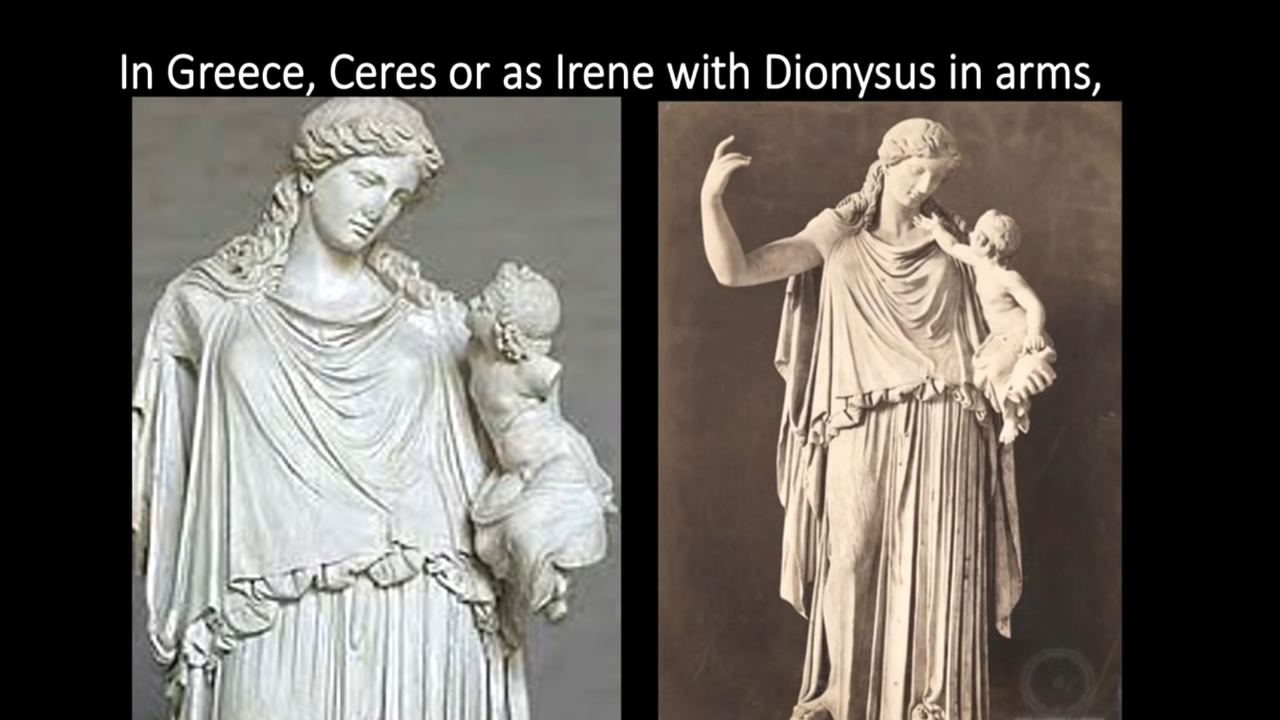 In Greece, Ceres or as Irene with Dionysus in arms,